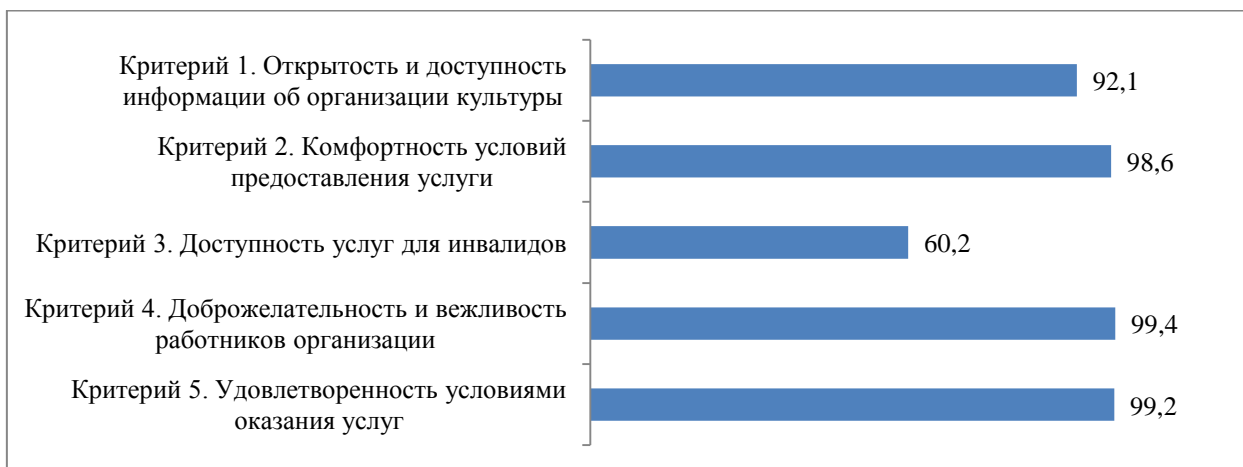 Критерий 1. Открытость и доступность
информации об организации культуры
92,1
Критерий 2. Комфортность условий
предоставления услуги
98,6
Критерий 3. Доступность услуг для инвалидов
60,2
Критерий 4. Доброжелательность и вежливость
работников организации
99,4
Критерий 5. Удовлетворенность условиями
оказания услуг
99,2